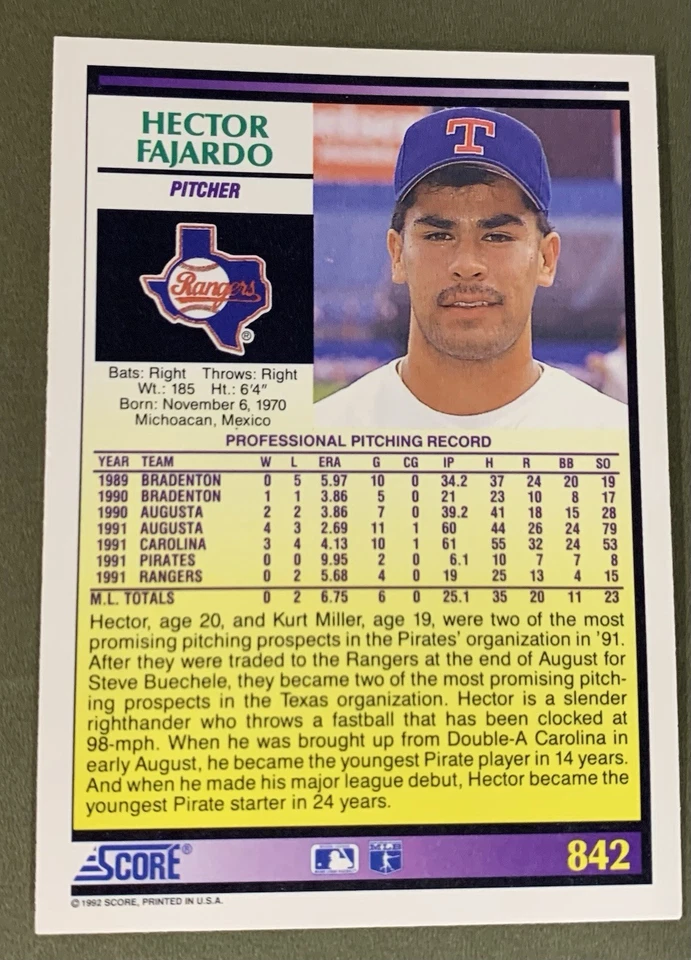 HECTOR
FAJARDO
PITCHER
T
Rangers
®
Bats: Right Throws: Right
Wt.: 185 Ht.: 6'4"
Born: November 6, 1970
Michoacan, Mexico
PROFESSIONAL PITCHING RECORD
YEAR TEAM W L ERA G CG IP H R BB SO
1989 BRADENTON 0 5 5.97 10 0 34.2 37 24 20 19
1990 BRADENTON 1 1 3.86 5 0 21 23 10 8 17
1990 AUGUSTA 2 2 3.86 7 0 39.2 41 18 15 28
1991 AUGUSTA 4 3 2.69 11 1 60 44 26 24 79
1991 CAROLINA 3 4 4.13 10 1 61 55 32 24 53
1991 PIRATES 0 0 9.95 2 0 6.1 10 7 7 8
1991 RANGERS 0 2 5.68 4 0 19 25 13 4 15
M.L. TOTALS 0 2 6.75 6 0 25.1 35 20 11 23
Hector, age 20, and Kurt Miller, age 19, were two of the most
promising pitching prospects in the Pirates' organization in '91.
After they were traded to the Rangers at the end of August for
Steve Buechele, they became two of the most promising pitch-
ing prospects in the Texas organization. Hector is a slender
righthander who throws a fastball that has been clocked at
98-mph. When he was brought up from Double-A Carolina in
early August, he became the youngest Pirate player in 14 years.
And when he made his major league debut, Hector became the
youngest Pirate starter in 24 years.
SCORE® 842
© 1992 SCORE, PRINTED IN U.S.A.